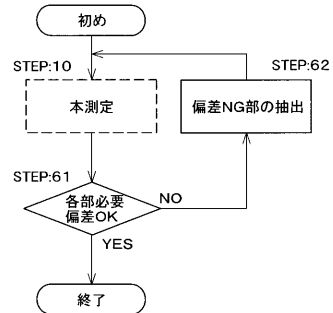 初め
STEP:10
本測定
STEP:62
偏差NG部の抽出
STEP:61
各部必要
偏差OK
NO
YES
終了